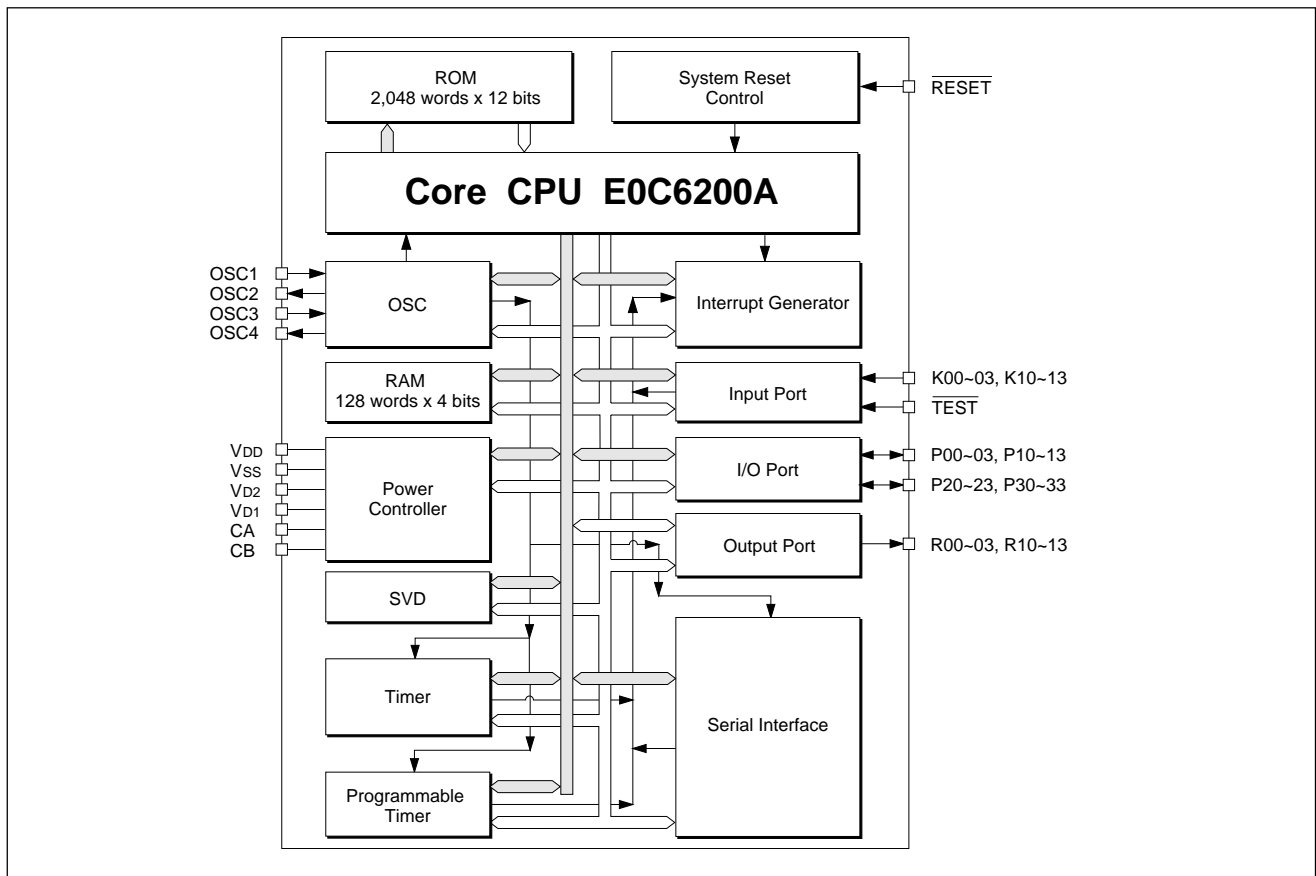 ROM
2,048 words x 12 bits
System Reset
Control
RESET
Core CPU E0C6200A
OSC1
OSC2
OSC3
OSC4
OSC
Interrupt Generator
RAM
128 words x 4 bits
Input Port
K00~03, K10~13
TEST
VDD
VSS
VD2
VD1
CA
CB
Power
Controller
I/O Port
P00~03, P10~13
P20~23, P30~33
Output Port
R00~03, R10~13
SVD
Timer
Serial Interface
Programmable
Timer